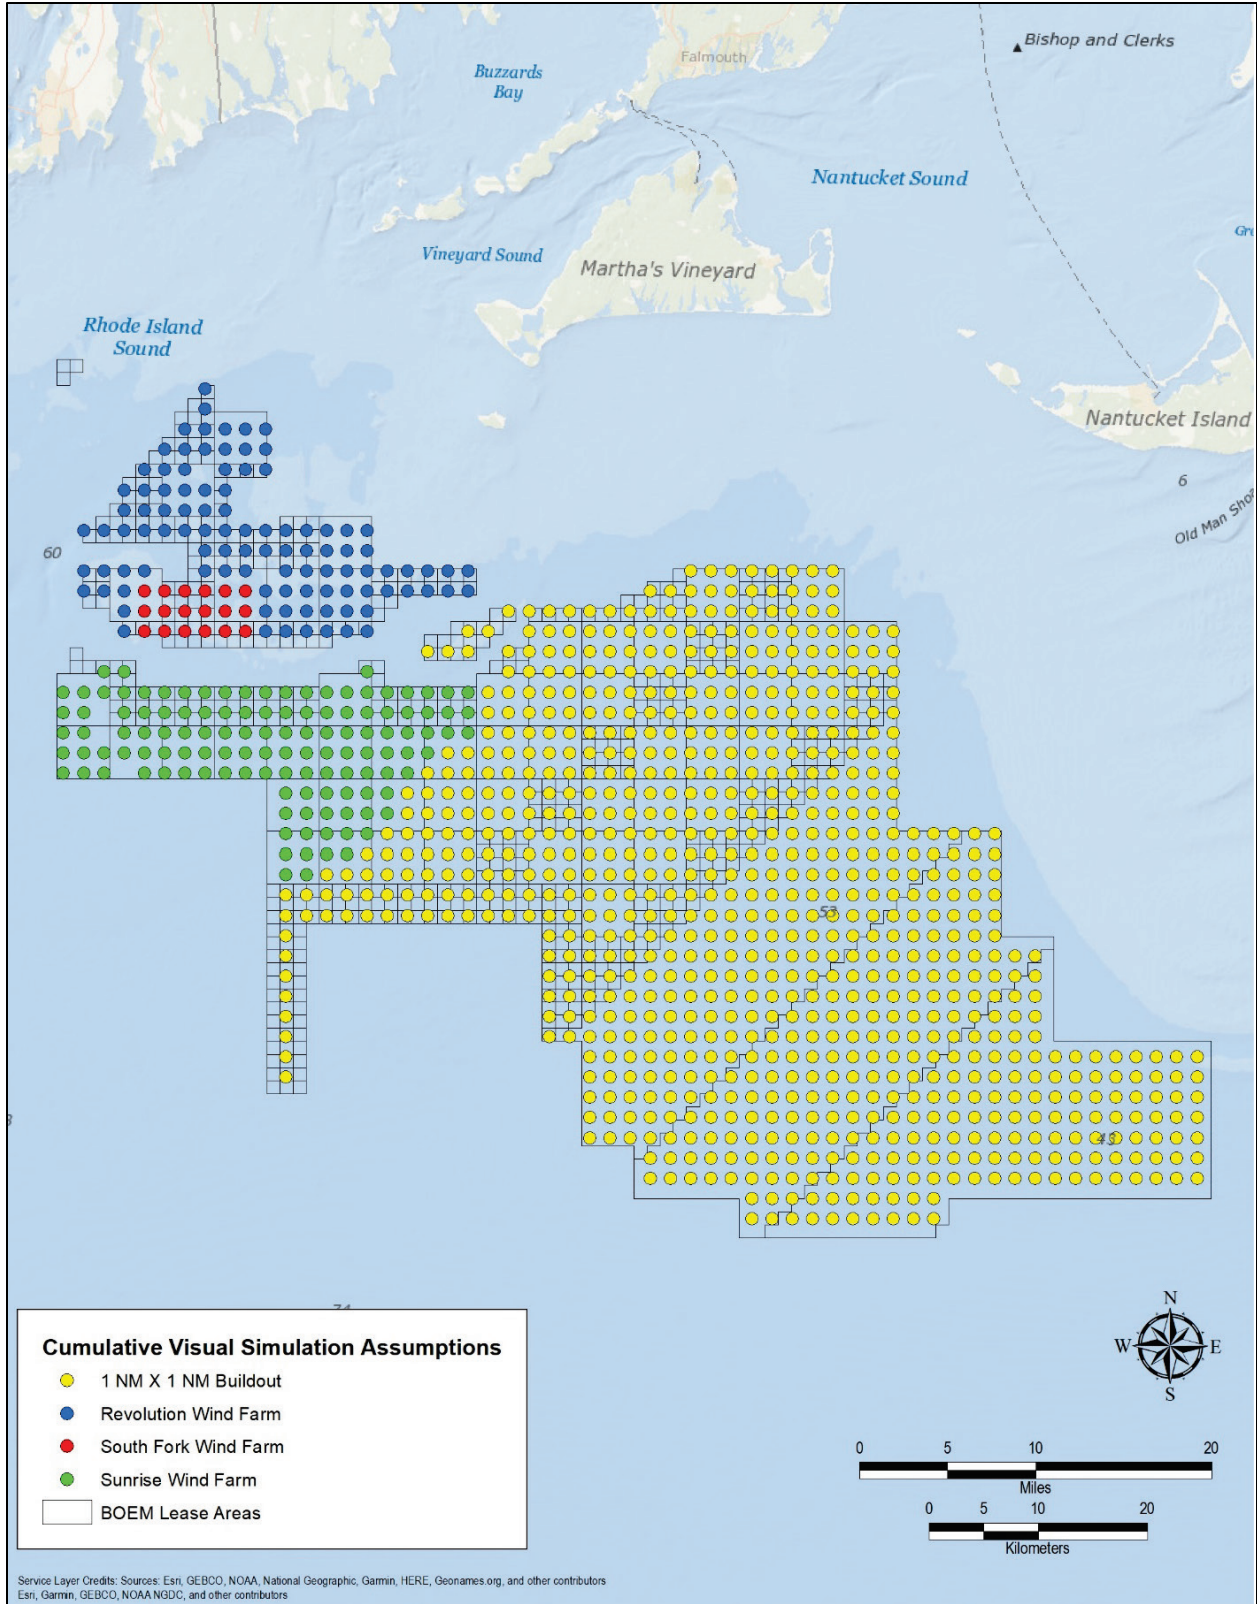 Bishop and Clerks
Falmouth
Buzzards
Bay
Nantucket Sound
Vineyard Sound
Martha's Vineyard
Rhode Island
Sound
Nantucket Island
6
Old Man Shoa
60
53
43
74
Cumulative Visual Simulation Assumptions
1 NM X 1 NM Buildout
Revolution Wind Farm
South Fork Wind Farm
Sunrise Wind Farm
BOEM Lease Areas
N
W E
S
0 5 10 20
Miles
0 5 10 20
Kilometers
Service Layer Credits: Sources: Esri, GEBCO, NOAA, National Geographic, Garmin, HERE, Geonames.org, and other contributors
Esri, Garmin, GEBCO, NOAA NGDC, and other contributors